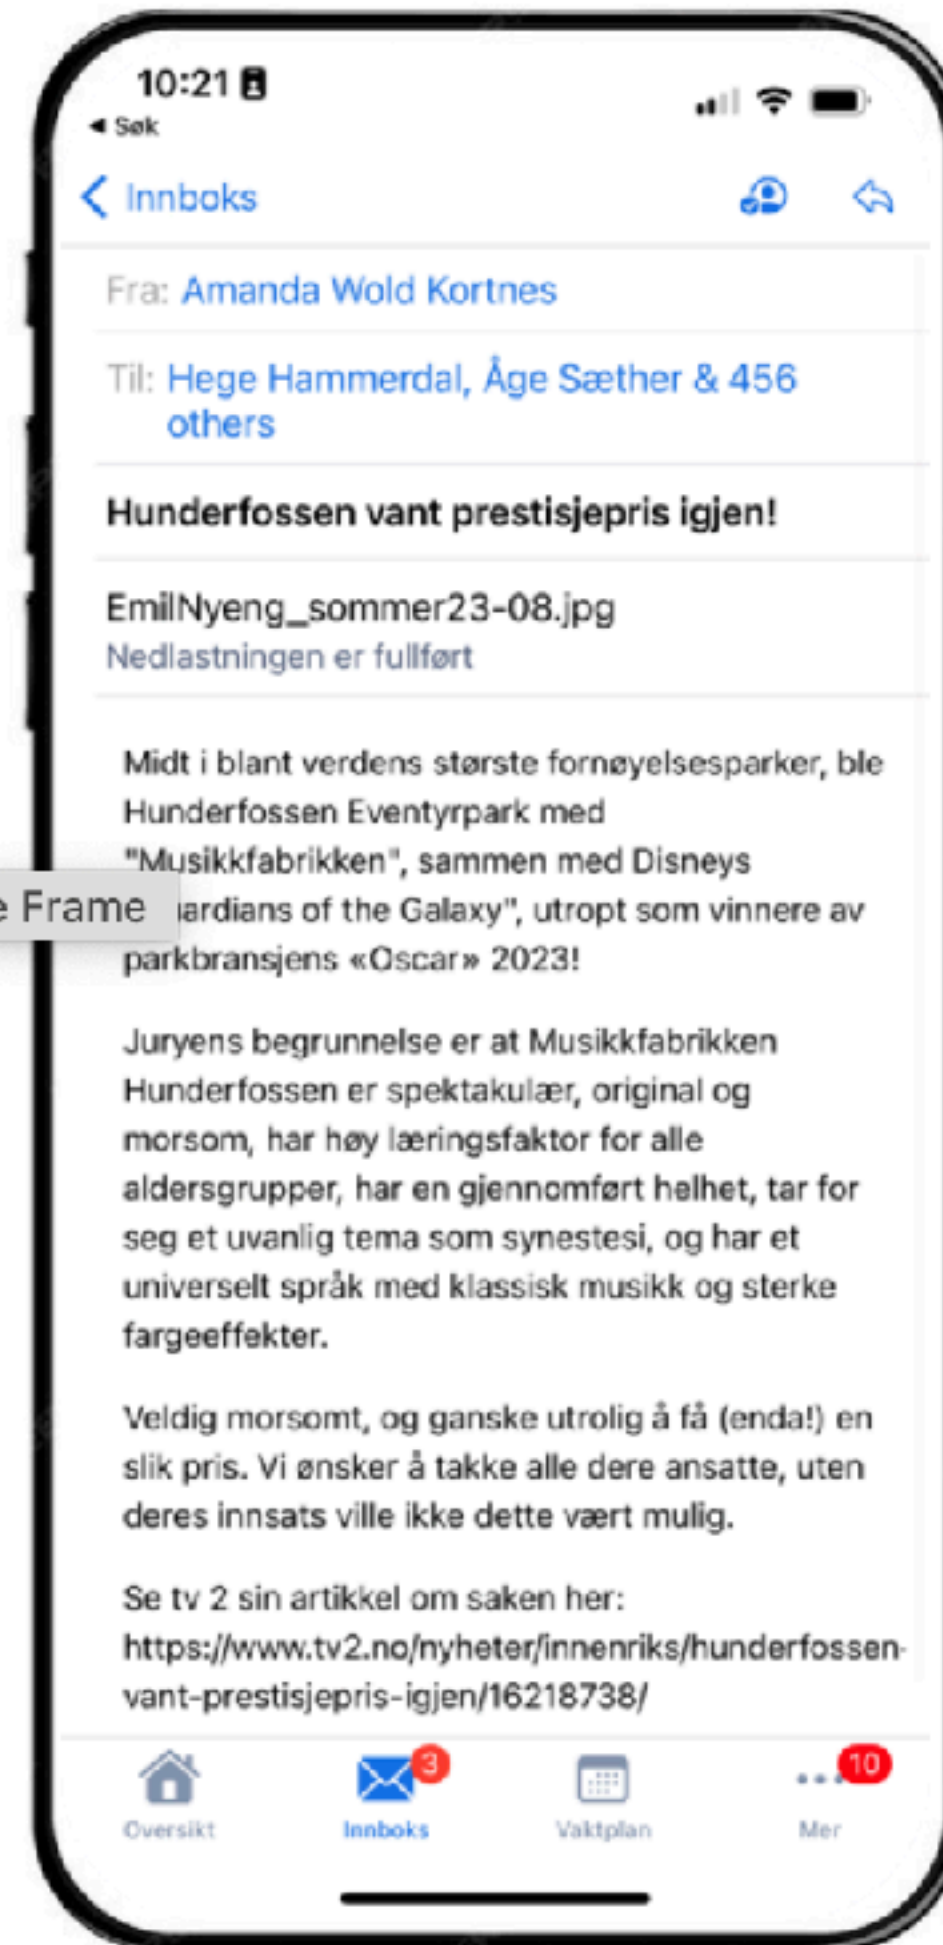 10:21
◀ Søk
Innboks
Fra: Amanda Wold Kortnes
Til: Hege Hammerdal, Åge Sæther & 456
others
Hunderfossen vant prestisjepris igjen!
EmilNyeng_sommer23-08.jpg
Nedlastningen er fullført
Midt i blant verdens største fornøyelsesparker, ble
Hunderfossen Eventyrpark med
"Musikkfabrikken", sammen med Disneys
e Frame
ardians of the Galaxy", utropt som vinnere av
parkbransjens «Oscar» 2023!
Juryens begrunnelse er at Musikkfabrikken
Hunderfossen er spektakulær, original og
morsom, har høy læringsfaktor for alle
aldersgrupper, har en gjennomført helhet, tar for
seg et uvanlig tema som synestesi, og har et
universelt språk med klassisk musikk og sterke
fargeeffekter.
Veldig morsomt, og ganske utrolig å få (enda!) en
slik pris. Vi ønsker å takke alle dere ansatte, uten
deres innsats ville ikke dette vært mulig.
Se tv 2 sin artikkel om saken her:
https://www.tv2.no/nyheter/innenriks/hunderfossen-
vant-prestisjepris-igjen/16218738/
3
10
Oversikt Innboks Vaktplan Mer